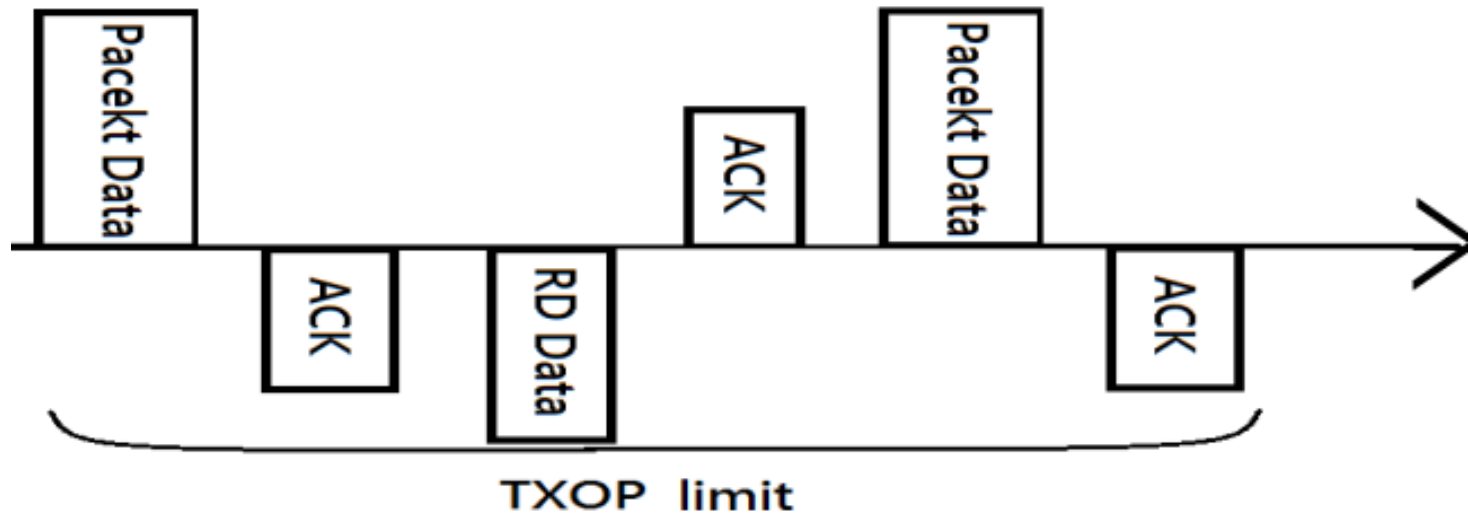 Pacekt Data
ACK
RD Data
ACK
Pacekt Data
ACK
TXOP limit